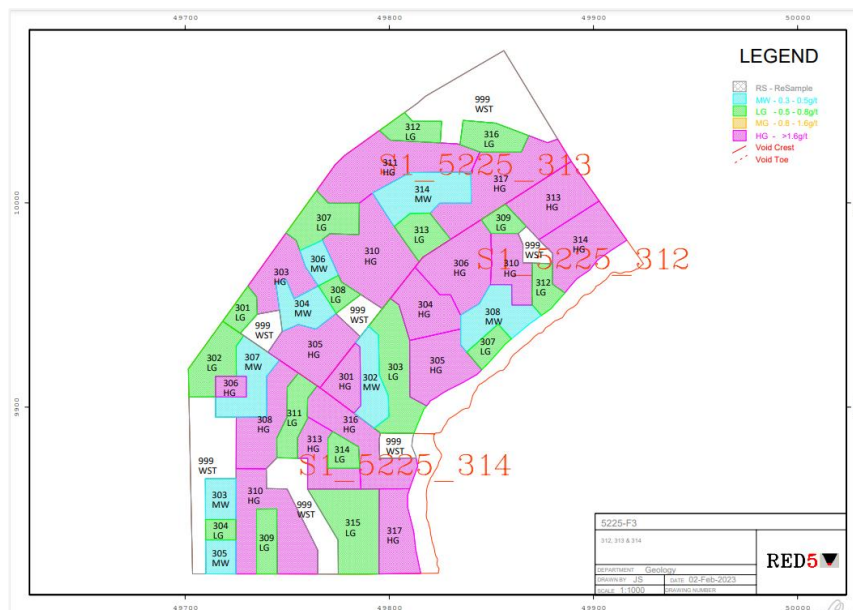 49700 49800 49900 50000
LEGEND
RS - ReSample
MW - 0.3 - 0.5g/t
LG - 0.5 - 0.8g/t
MG - 0.8 - 1.6g/t
HG - >1.6g/t
Void Crest
Void Toe
999
WST
312
LG
316
LG
S1_5225_313
311
HG
317
HG
314
MW
313
HG
10000
307
LG
309
LG
313
LG
999
WST
314
HG
310
HG
306
MW
306
HG
310
HG
S1_5225_312
303
HG
312
LG
308
LG
304
MW
304
HG
301
LG
999
WST
308
MW
999
WST
305
HG
307
LG
302
LG
307
MW
301
HG
302
MW
303
LG
305
HG
306
HG
9900
308
HG
311
LG
316
HG
313
HG
314
LG
999
WST
999
WST
S1_5225_314
303
MW
310
HG
999
WST
304
LG
309
LG
315
LG
317
HG
305
MW
5225-F3
312, 313 & 314
DEPARTMENT Geology
DRAWN BY JS DATE 02-Feb-2023
SCALE 1:1000 DRAWING NUMBER
RED5
49700 49800 49900 50000
10000
9900